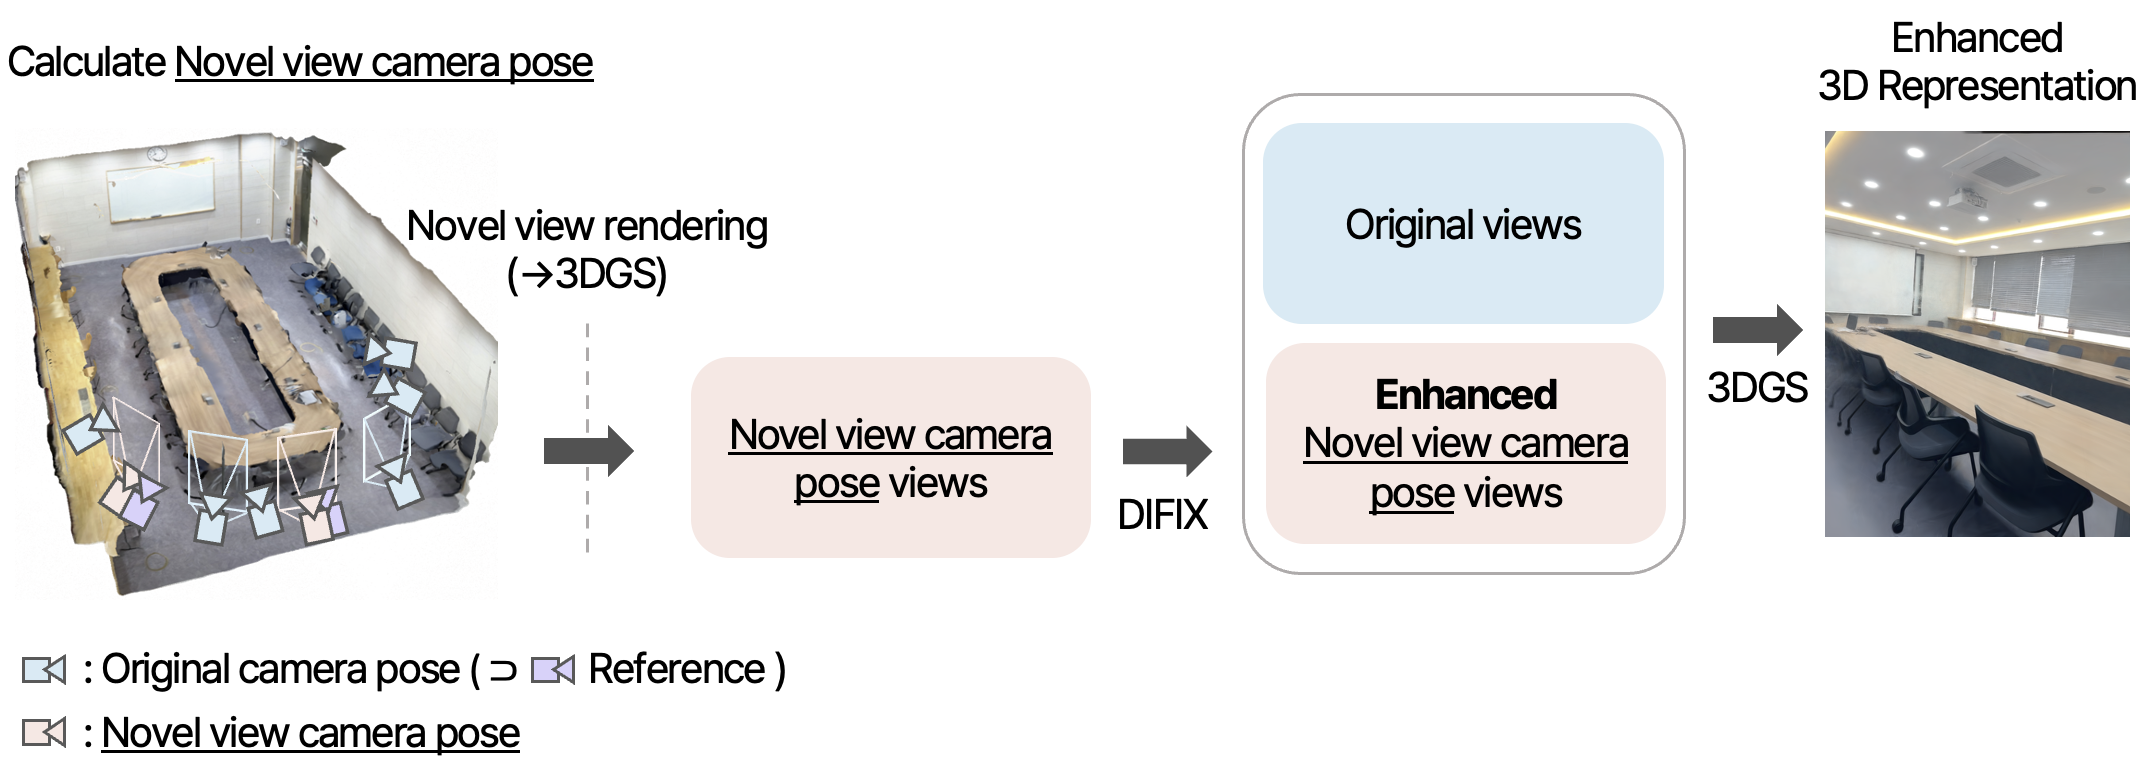 Calculate Novel view camera pose
Novel view rendering
(→3DGS)
Novel view camera
pose views
DIFIX
Original views
Enhanced
Novel view camera
pose views
3DGS
Enhanced
3D Representation
: Original camera pose ( ⊃ Reference )
: Novel view camera pose